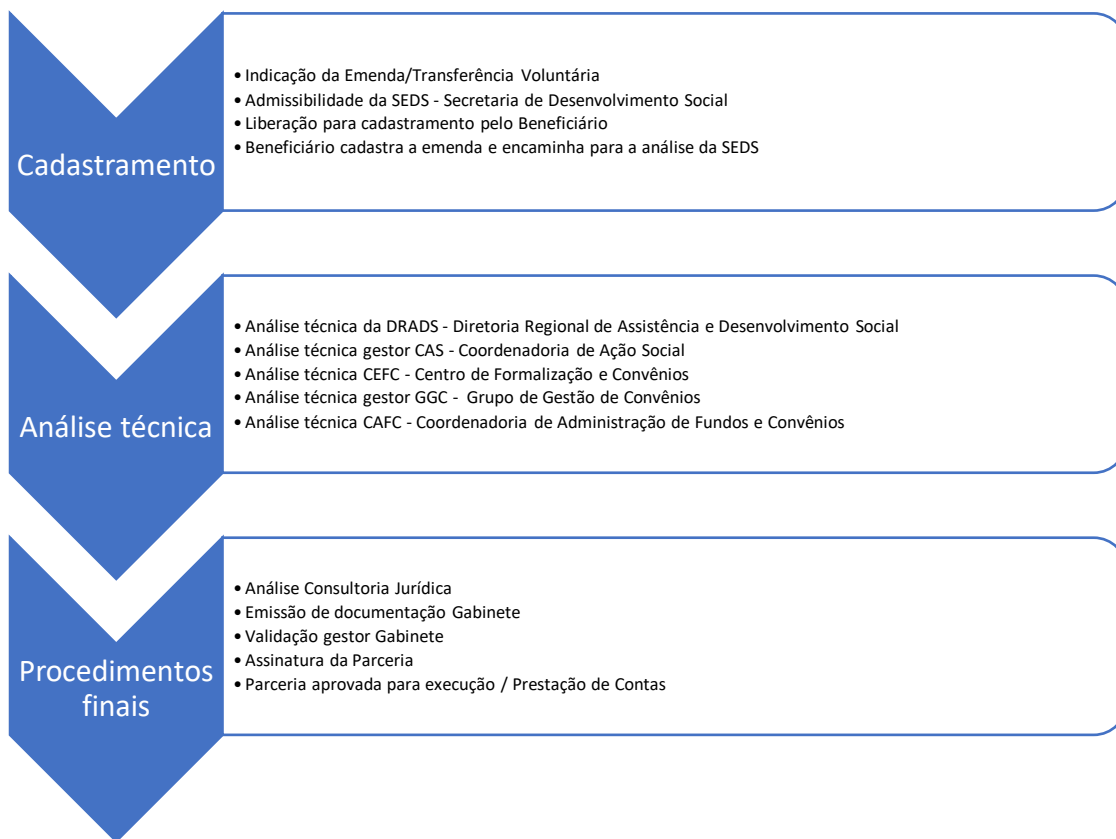 Cadastramento
• Indicação da Emenda/Transferência Voluntária
• Admissibilidade da SEDS - Secretaria de Desenvolvimento Social
• Liberação para cadastramento pelo Beneficiário
• Beneficiário cadastra a emenda e encaminha para a análise da SEDS
Análise técnica
• Análise técnica da DRADS - Diretoria Regional de Assistência e Desenvolvimento Social
• Análise técnica gestor CAS - Coordenadoria de Ação Social
• Análise técnica CEFC - Centro de Formalização e Convênios
• Análise técnica gestor GGC - Grupo de Gestão de Convênios
• Análise técnica CAFC - Coordenadoria de Administração de Fundos e Convênios
Procedimentos
finais
• Análise Consultoria Jurídica
• Emissão de documentação Gabinete
• Validação gestor Gabinete
• Assinatura da Parceria
• Parceria aprovada para execução / Prestação de Contas